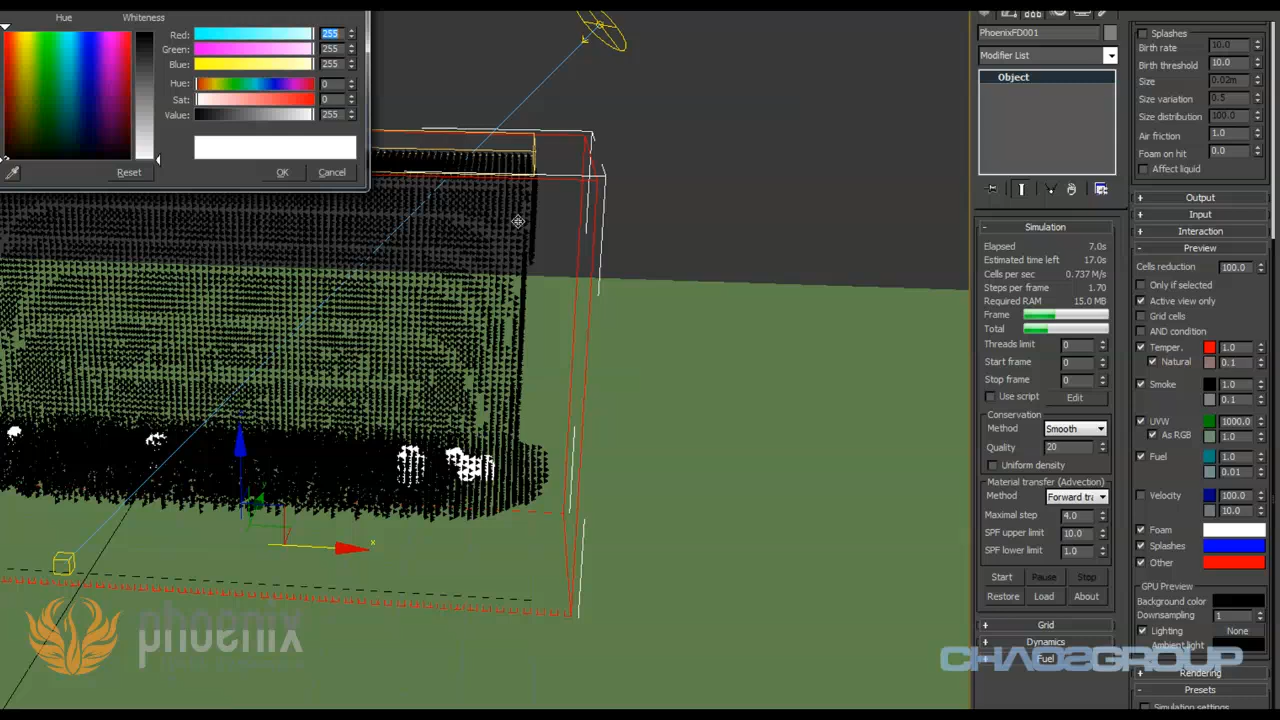 Hue
Whiteness
Red: 255
Green: 255
Blue: 255
Hue: 0
Sat: 0
Value: 255
Reset
OK
Cancel
x
phoenix
PhoenixFD001
Modifier List
Object
Simulation
Elapsed 7.0s
Estimated time left 17.0s
Cells per sec 0.737 M/s
Steps per frame 1.70
Required RAM 15.0 MB
Frame
Total
Threads limit 0
Start frame 0
Stop frame 0
Use script Edit
Conservation
Method Smooth
Quality 20
Uniform density
Material transfer (Advection)
Method Forward tra
Maximal step 4.0
SPF upper limit 10.0
SPF lower limit 1.0
Start Pause Stop
Restore Load About
Grid
Dynamics
Fuel
Splashes
Birth rate 10.0
Birth threshold 10.0
Size 0.02m
Size variation 0.5
Size distribution 100.0
Air friction 1.0
Foam on hit 0.0
Affect liquid
Output
Input
Interaction
Preview
Cells reduction 100.0
Only if selected
Active view only
Grid cells
AND condition
Temper. 1.0
Natural 0.1
Smoke 1.0
0.1
UVW 1000.0
As RGB 1.0
Fuel 1.0
0.01
Velocity 100.0
10.0
Foam
Splashes
Other
GPU Preview
Background color
Downsampling 1
Lighting None
Ambient light
CHAOSGROUP
Rendering
Presets
Simulation settings